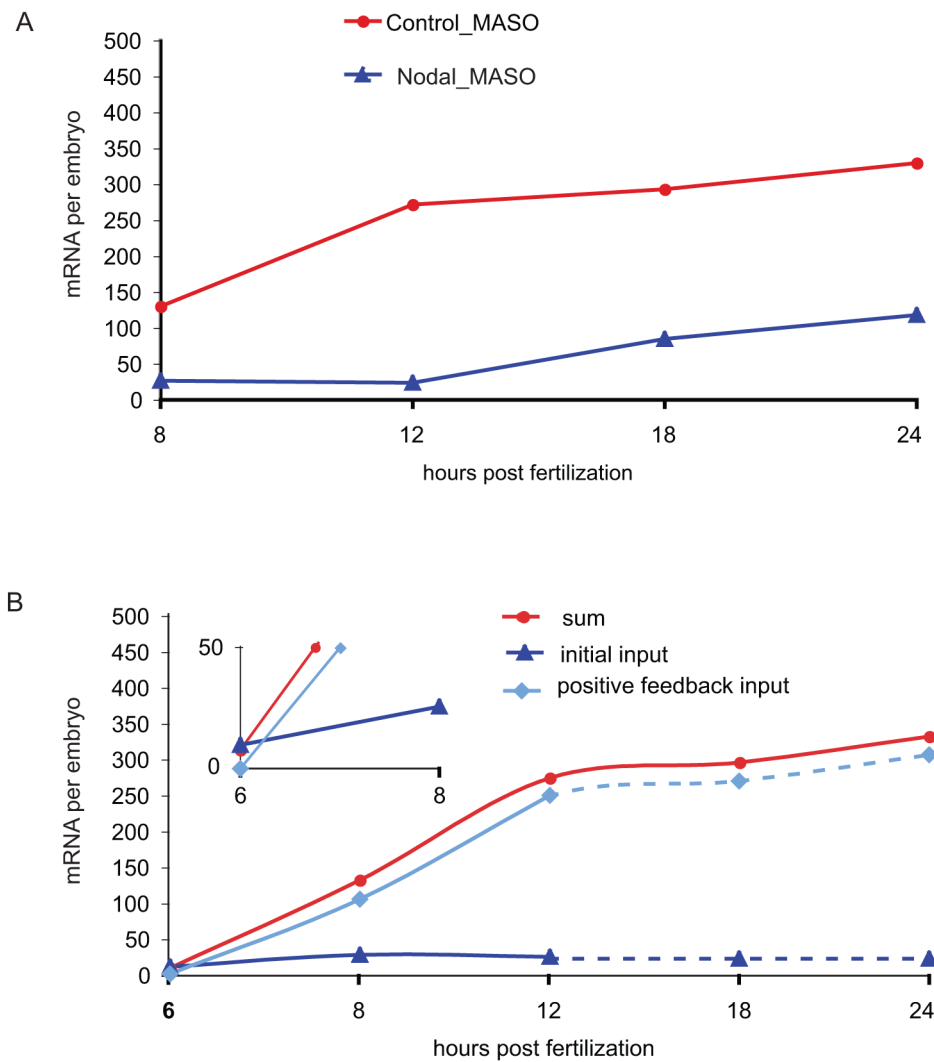 A
Control_MASO
Nodal_MASO
500
450
400
350
300
250
200
150
100
50
0
mRNA per embryo
8 12 18 24
hours post fertilization
B
sum
initial input
positive feedback input
500
450
400
350
300
250
200
150
100
50
0
mRNA per embryo
50
0
6 8
6 8 12 18 24
hours post fertilization